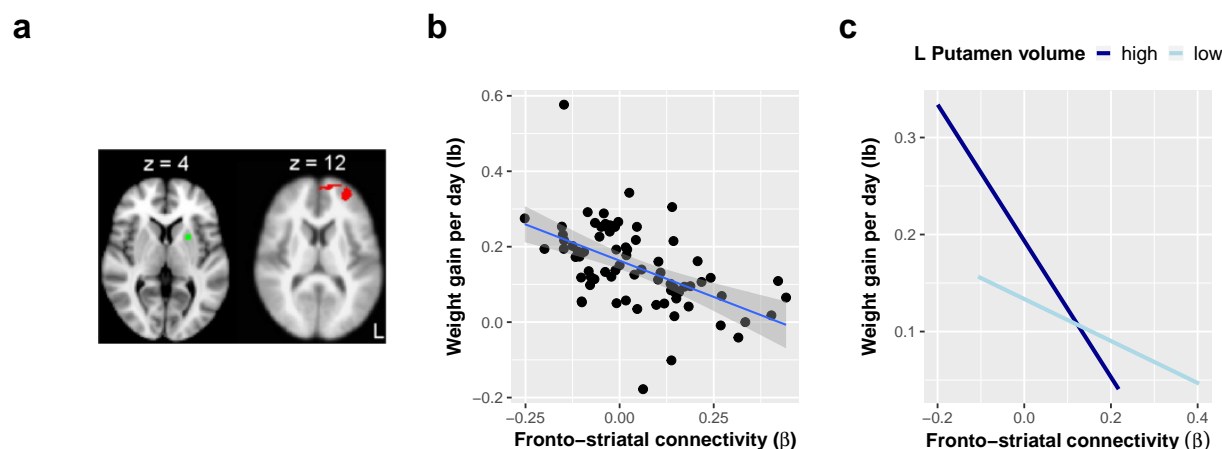 a
z = 4
z = 12
L
b
Weight gain per day (lb)
0.6
0.4
0.2
0.0
−0.2
−0.25
0.00
0.25
Fronto−striatal connectivity (β)
c
L Putamen volume high low
Weight gain per day (lb)
0.3
0.2
0.1
−0.2
0.0
0.2
0.4
Fronto−striatal connectivity (β)